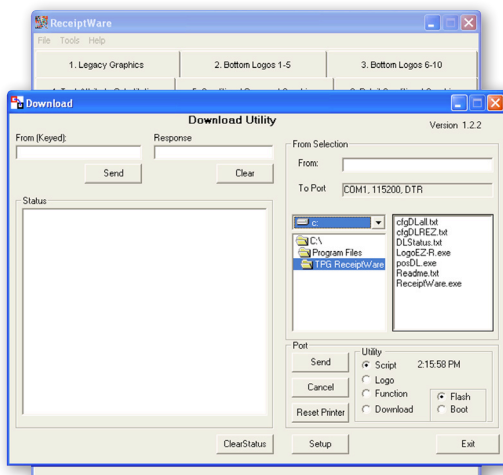 ReceiptWare
File Tools Help
1. Legacy Graphics
2. Bottom Logos 1-5
3. Bottom Logos 6-10
Download
Download Utility
Version 1.2.2
From (Keyed):
Response
Send
Clear
Status
ClearStatus
From Selection
From:
To Port
COM1, 115200, DTR
c:
C:\
Program Files
TPG ReceiptWare
cfgDLall.txt
cfgDLREZ.txt
DLStatus.txt
LogoEZ-R.exe
posDL.exe
Readme.txt
ReceiptWare.exe
Port
Send
Cancel
Reset Printer
Utility
Script
2:15:58 PM
Logo
Function
Download
Flash
Boot
Setup
Exit